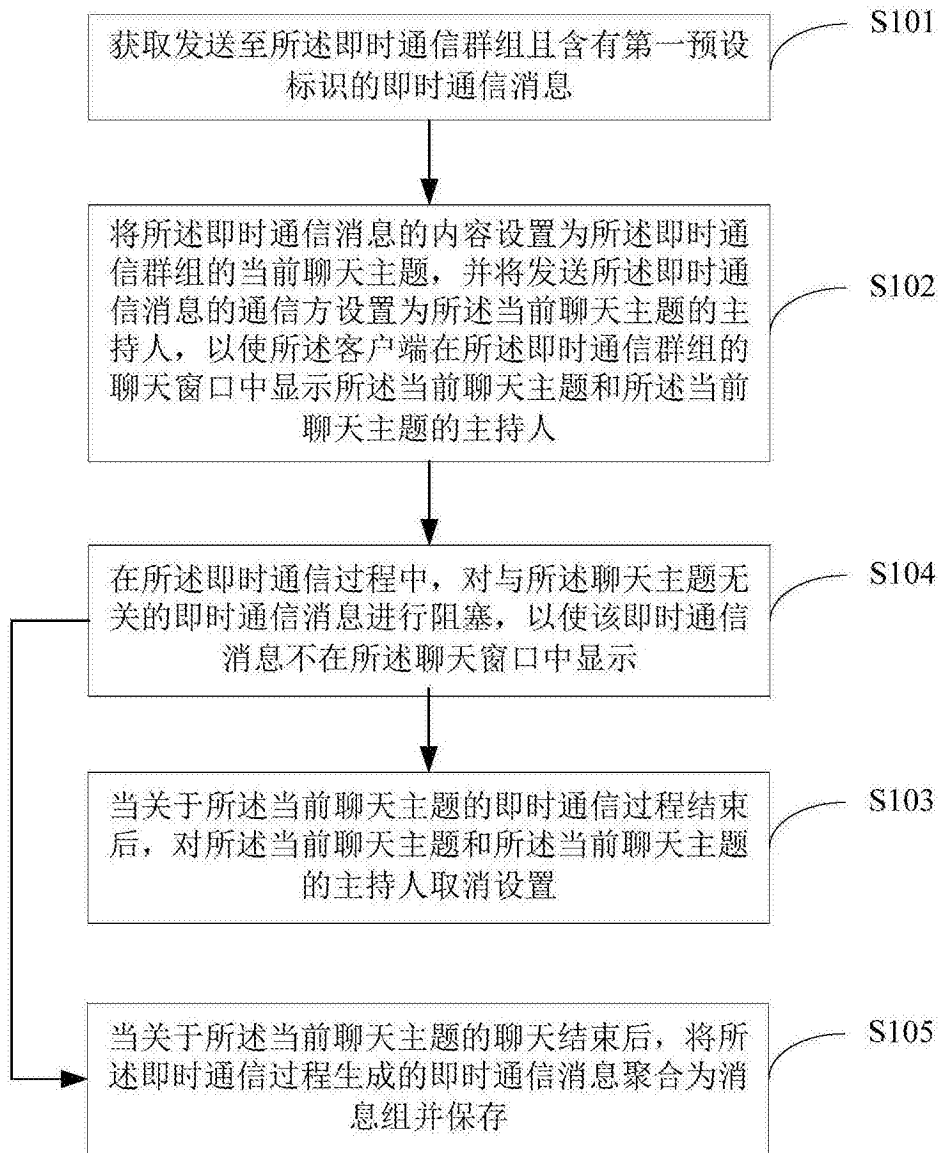 获取发送至所述即时通信群组且含有第一预设
标识的即时通信消息
S101
将所述即时通信消息的内容设置为所述即时通
信群组的当前聊天主题，并将发送所述即时通
信消息的通信方设置为所述当前聊天主题的主
持人，以使所述客户端在所述即时通信群组的
聊天窗口中显示所述当前聊天主题和所述当前
聊天主题的主持人
S102
在所述即时通信过程中，对与所述聊天主题无
关的即时通信消息进行阻塞，以使该即时通信
消息不在所述聊天窗口中显示
S104
当关于所述当前聊天主题的即时通信过程结束
后，对所述当前聊天主题和所述当前聊天主题
的主持人取消设置
S103
当关于所述当前聊天主题的聊天结束后，将所
述即时通信过程生成的即时通信消息聚合为消
息组并保存
S105